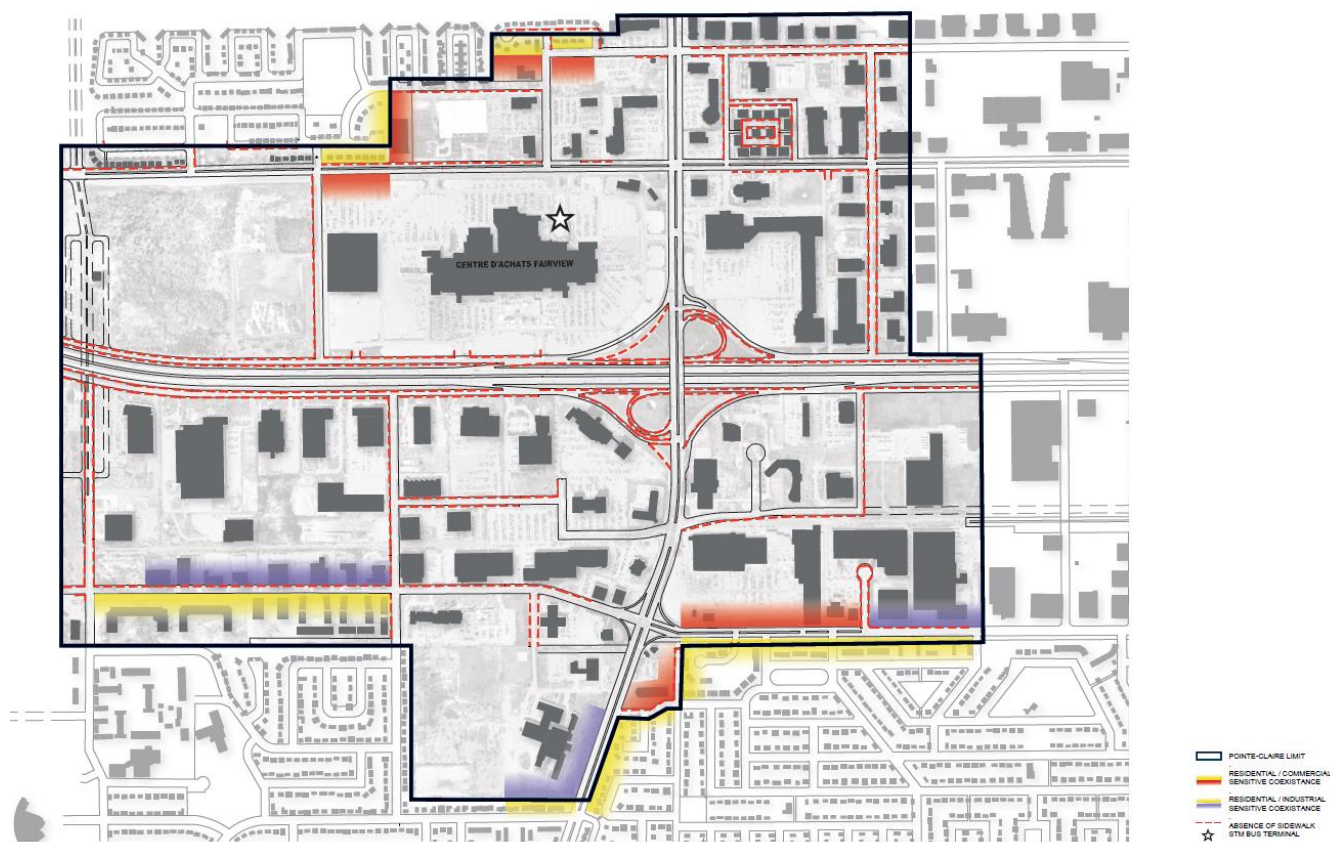 CENTRE D'ACHATS FAIRVIEW
POINTE-CLAIRE LIMIT
RESIDENTIAL / COMMERCIAL
SENSITIVE COEXISTANCE
RESIDENTIAL / INDUSTRIAL
SENSITIVE COEXISTANCE
ABSENCE OF SIDEWALK
STM BUS TERMINAL